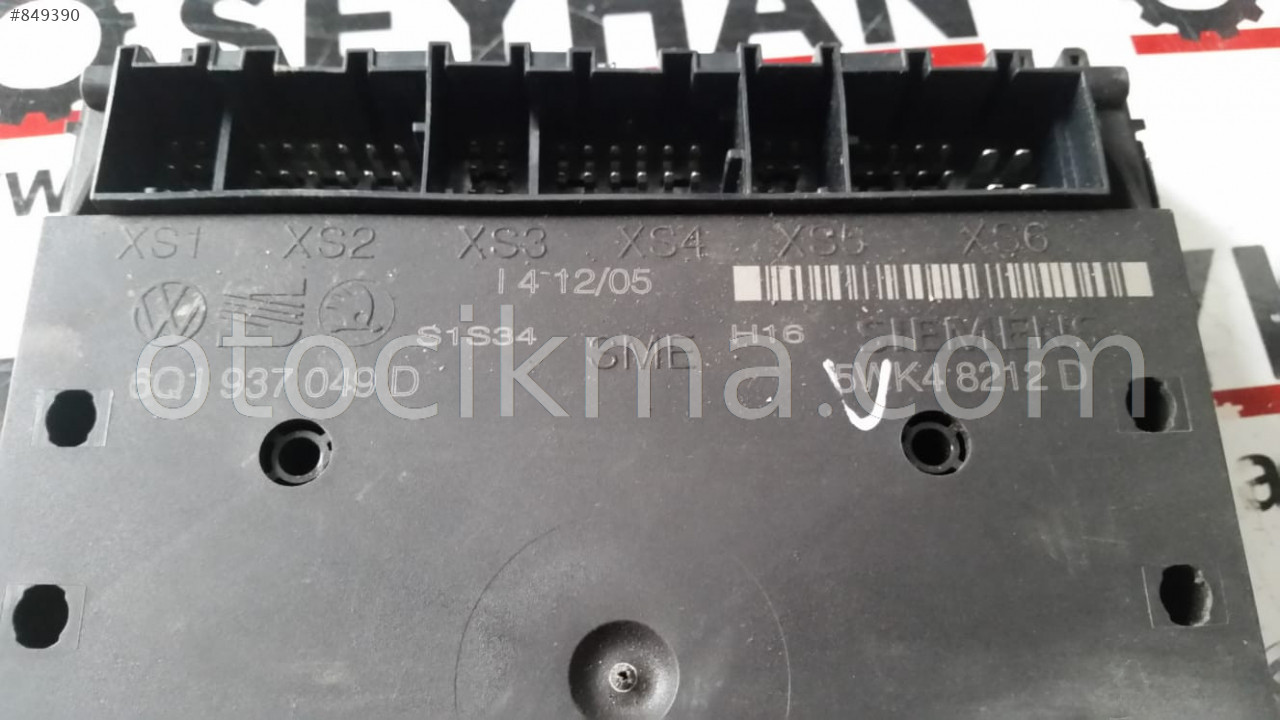 #849390
SEYHAN
XS1 XS2 XS3 XS4 XS5 XS6
I 4 12/05
S1S34 SME H16 SIEMENS
6Q1 937 049 D 5WK4 8212 D
otocikma.com